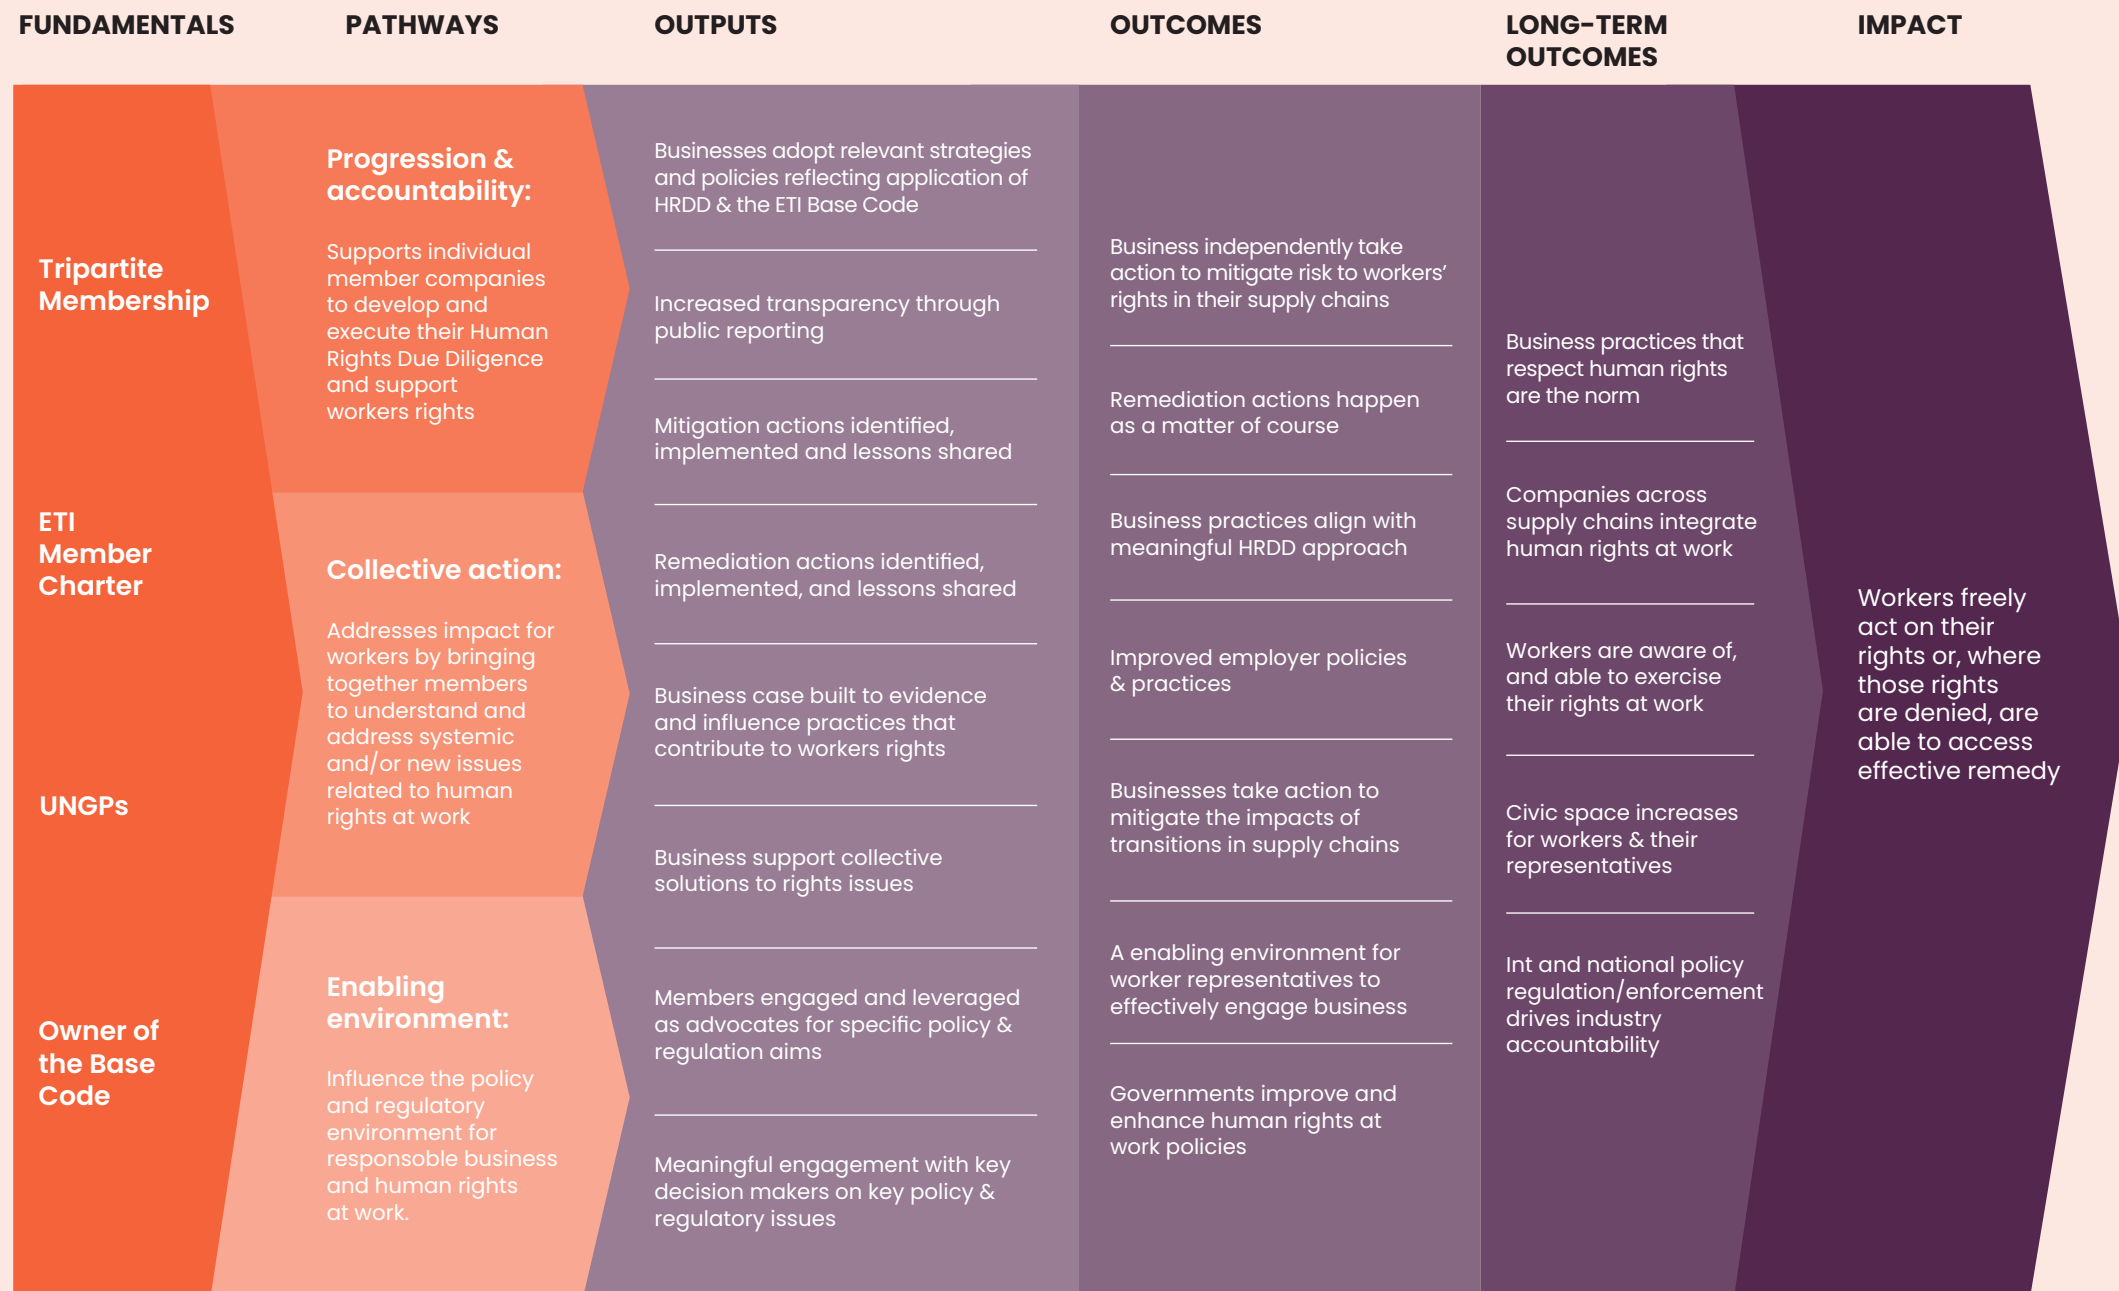 FUNDAMENTALS
PATHWAYS
OUTPUTS
OUTCOMES
LONG-TERM
OUTCOMES
IMPACT
Tripartite
Membership
ETI
Member
Charter
UNGPs
Owner of
the Base
Code
Progression &
accountability:
Supports individual
member companies
to develop and
execute their Human
Rights Due Diligence
and support
workers rights
Collective action:
Addresses impact for
workers by bringing
together members
to understand and
address systemic
and/or new issues
related to human
rights at work
Enabling
environment:
Influence the policy
and regulatory
environment for
responsoble business
and human rights
at work.
Businesses adopt relevant strategies
and policies reflecting application of
HRDD & the ETI Base Code
Increased transparency through
public reporting
Mitigation actions identified,
implemented and lessons shared
Remediation actions identified,
implemented, and lessons shared
Business case built to evidence
and influence practices that
contribute to workers rights
Business support collective
solutions to rights issues
Members engaged and leveraged
as advocates for specific policy &
regulation aims
Meaningful engagement with key
decision makers on key policy &
regulatory issues
Business independently take
action to mitigate risk to workers’
rights in their supply chains
Remediation actions happen
as a matter of course
Business practices align with
meaningful HRDD approach
Improved employer policies
& practices
Businesses take action to
mitigate the impacts of
transitions in supply chains
A enabling environment for
worker representatives to
effectively engage business
Governments improve and
enhance human rights at
work policies
Business practices that
respect human rights
are the norm
Companies across
supply chains integrate
human rights at work
Workers are aware of,
and able to exercise
their rights at work
Civic space increases
for workers & their
representatives
Int and national policy
regulation/enforcement
drives industry
accountability
Workers freely
act on their
rights or, where
those rights
are denied, are
able to access
effective remedy